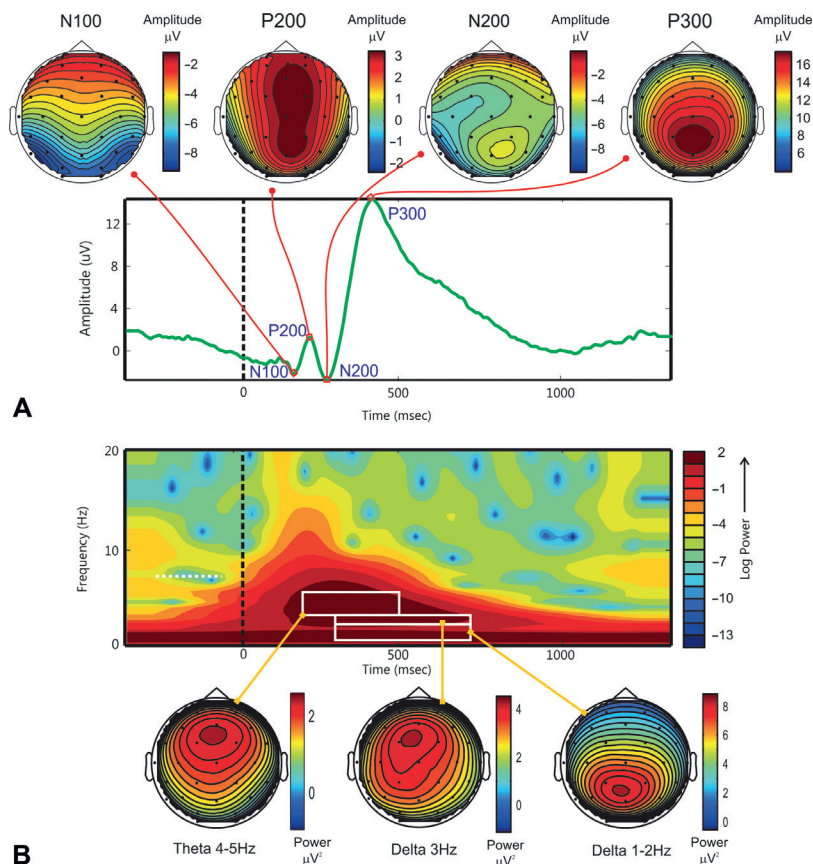 N100 Amplitude µV
P200 Amplitude µV
N200 Amplitude µV
P300 Amplitude µV
−2
−4
−6
−8
3
2
1
0
−1
−2
−2
−4
−6
−8
16
14
12
10
8
6
Amplitude (uV)
12
8
4
0
P300
P200
N100
N200
0 500 1000
Time (msec)
A
Frequency (Hz)
20
10
0
0 500 1000
Time (msec)
2
−1
−4
−7
−10
−13
Log Power
2
1
0
4
2
0
8
6
4
2
0
Theta 4-5Hz
Power
µV²
Delta 3Hz
Power
µV²
Delta 1-2Hz
Power
µV²
B